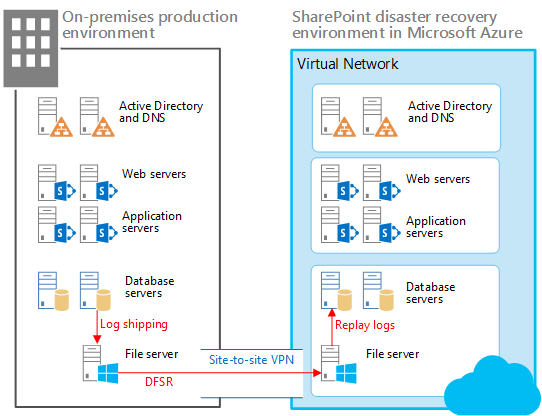 On-premises production
environment
Active Directory
and DNS
Web servers
S S
Application
servers
S S
Database
servers
Log shipping
File server
DFSR
Site-to-site VPN
SharePoint disaster recovery
environment in Microsoft Azure
Virtual Network
Active Directory
and DNS
Web servers
S S
Application
servers
S S
Database
servers
Replay logs
File server